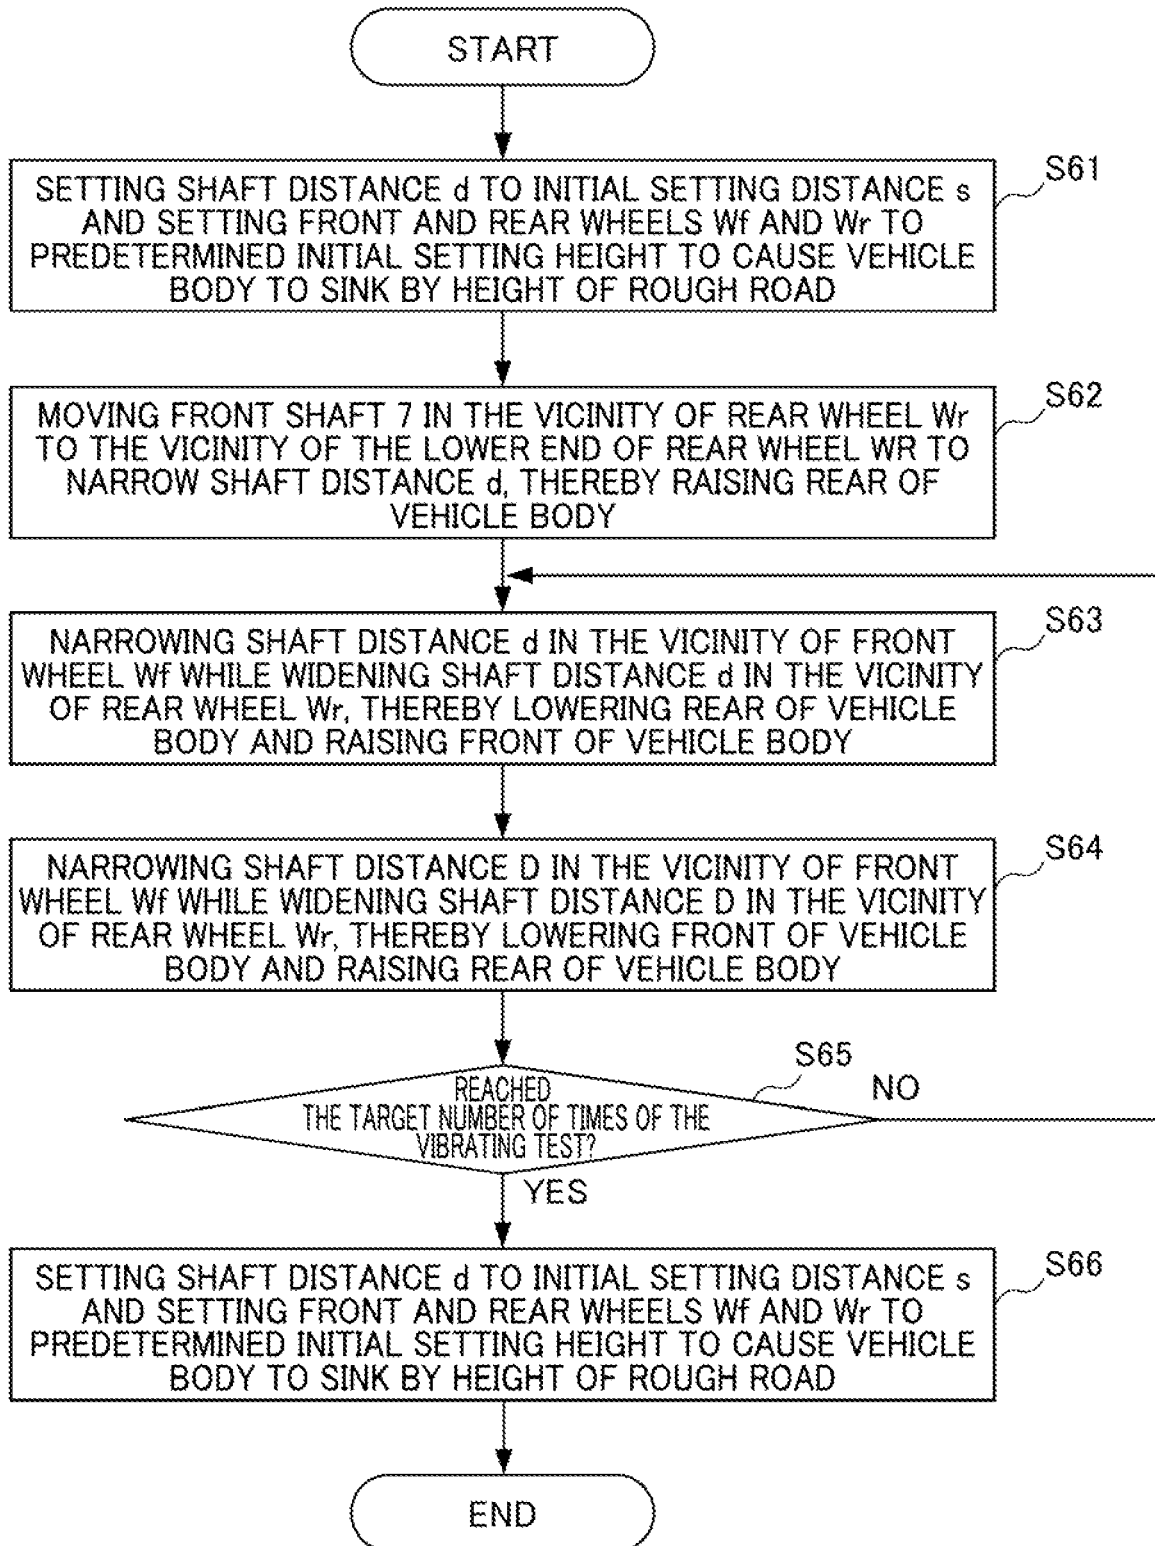 START
S61
SETTING SHAFT DISTANCE d TO INITIAL SETTING DISTANCE s
AND SETTING FRONT AND REAR WHEELS Wf AND Wr TO
PREDETERMINED INITIAL SETTING HEIGHT TO CAUSE VEHICLE
BODY TO SINK BY HEIGHT OF ROUGH ROAD
S62
MOVING FRONT SHAFT 7 IN THE VICINITY OF REAR WHEEL Wr
TO THE VICINITY OF THE LOWER END OF REAR WHEEL WR TO
NARROW SHAFT DISTANCE d, THEREBY RAISING REAR OF
VEHICLE BODY
S63
NARROWING SHAFT DISTANCE d IN THE VICINITY OF FRONT
WHEEL Wf WHILE WIDENING SHAFT DISTANCE d IN THE VICINITY
OF REAR WHEEL Wr, THEREBY LOWERING REAR OF VEHICLE
BODY AND RAISING FRONT OF VEHICLE BODY
S64
NARROWING SHAFT DISTANCE D IN THE VICINITY OF FRONT
WHEEL Wf WHILE WIDENING SHAFT DISTANCE D IN THE VICINITY
OF REAR WHEEL Wr, THEREBY LOWERING FRONT OF VEHICLE
BODY AND RAISING REAR OF VEHICLE BODY
S65
REACHED
THE TARGET NUMBER OF TIMES OF THE
VIBRATING TEST?
NO
YES
S66
SETTING SHAFT DISTANCE d TO INITIAL SETTING DISTANCE s
AND SETTING FRONT AND REAR WHEELS Wf AND Wr TO
PREDETERMINED INITIAL SETTING HEIGHT TO CAUSE VEHICLE
BODY TO SINK BY HEIGHT OF ROUGH ROAD
END